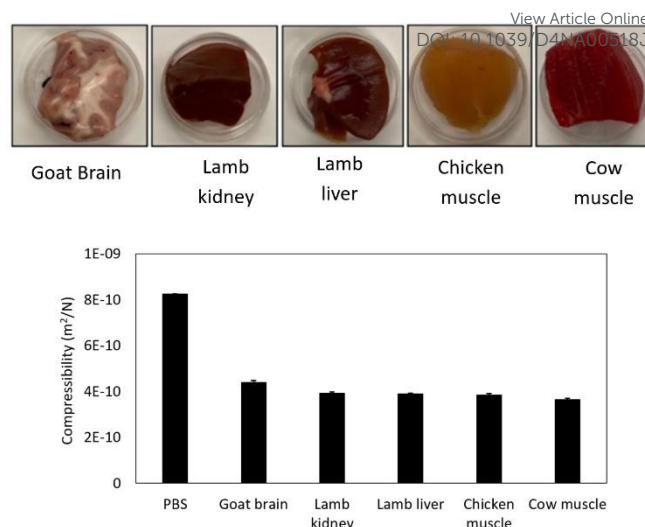 View Article Online
DOI: 10.1039/D4NA00518J
Goat Brain
Lamb
kidney
Lamb
liver
Chicken
muscle
Cow
muscle
Compressibility (m²/N)
1E-09
8E-10
6E-10
4E-10
2E-10
0
PBS
Goat brain
Lamb
kidney
Lamb liver
Chicken
muscle
Cow muscle